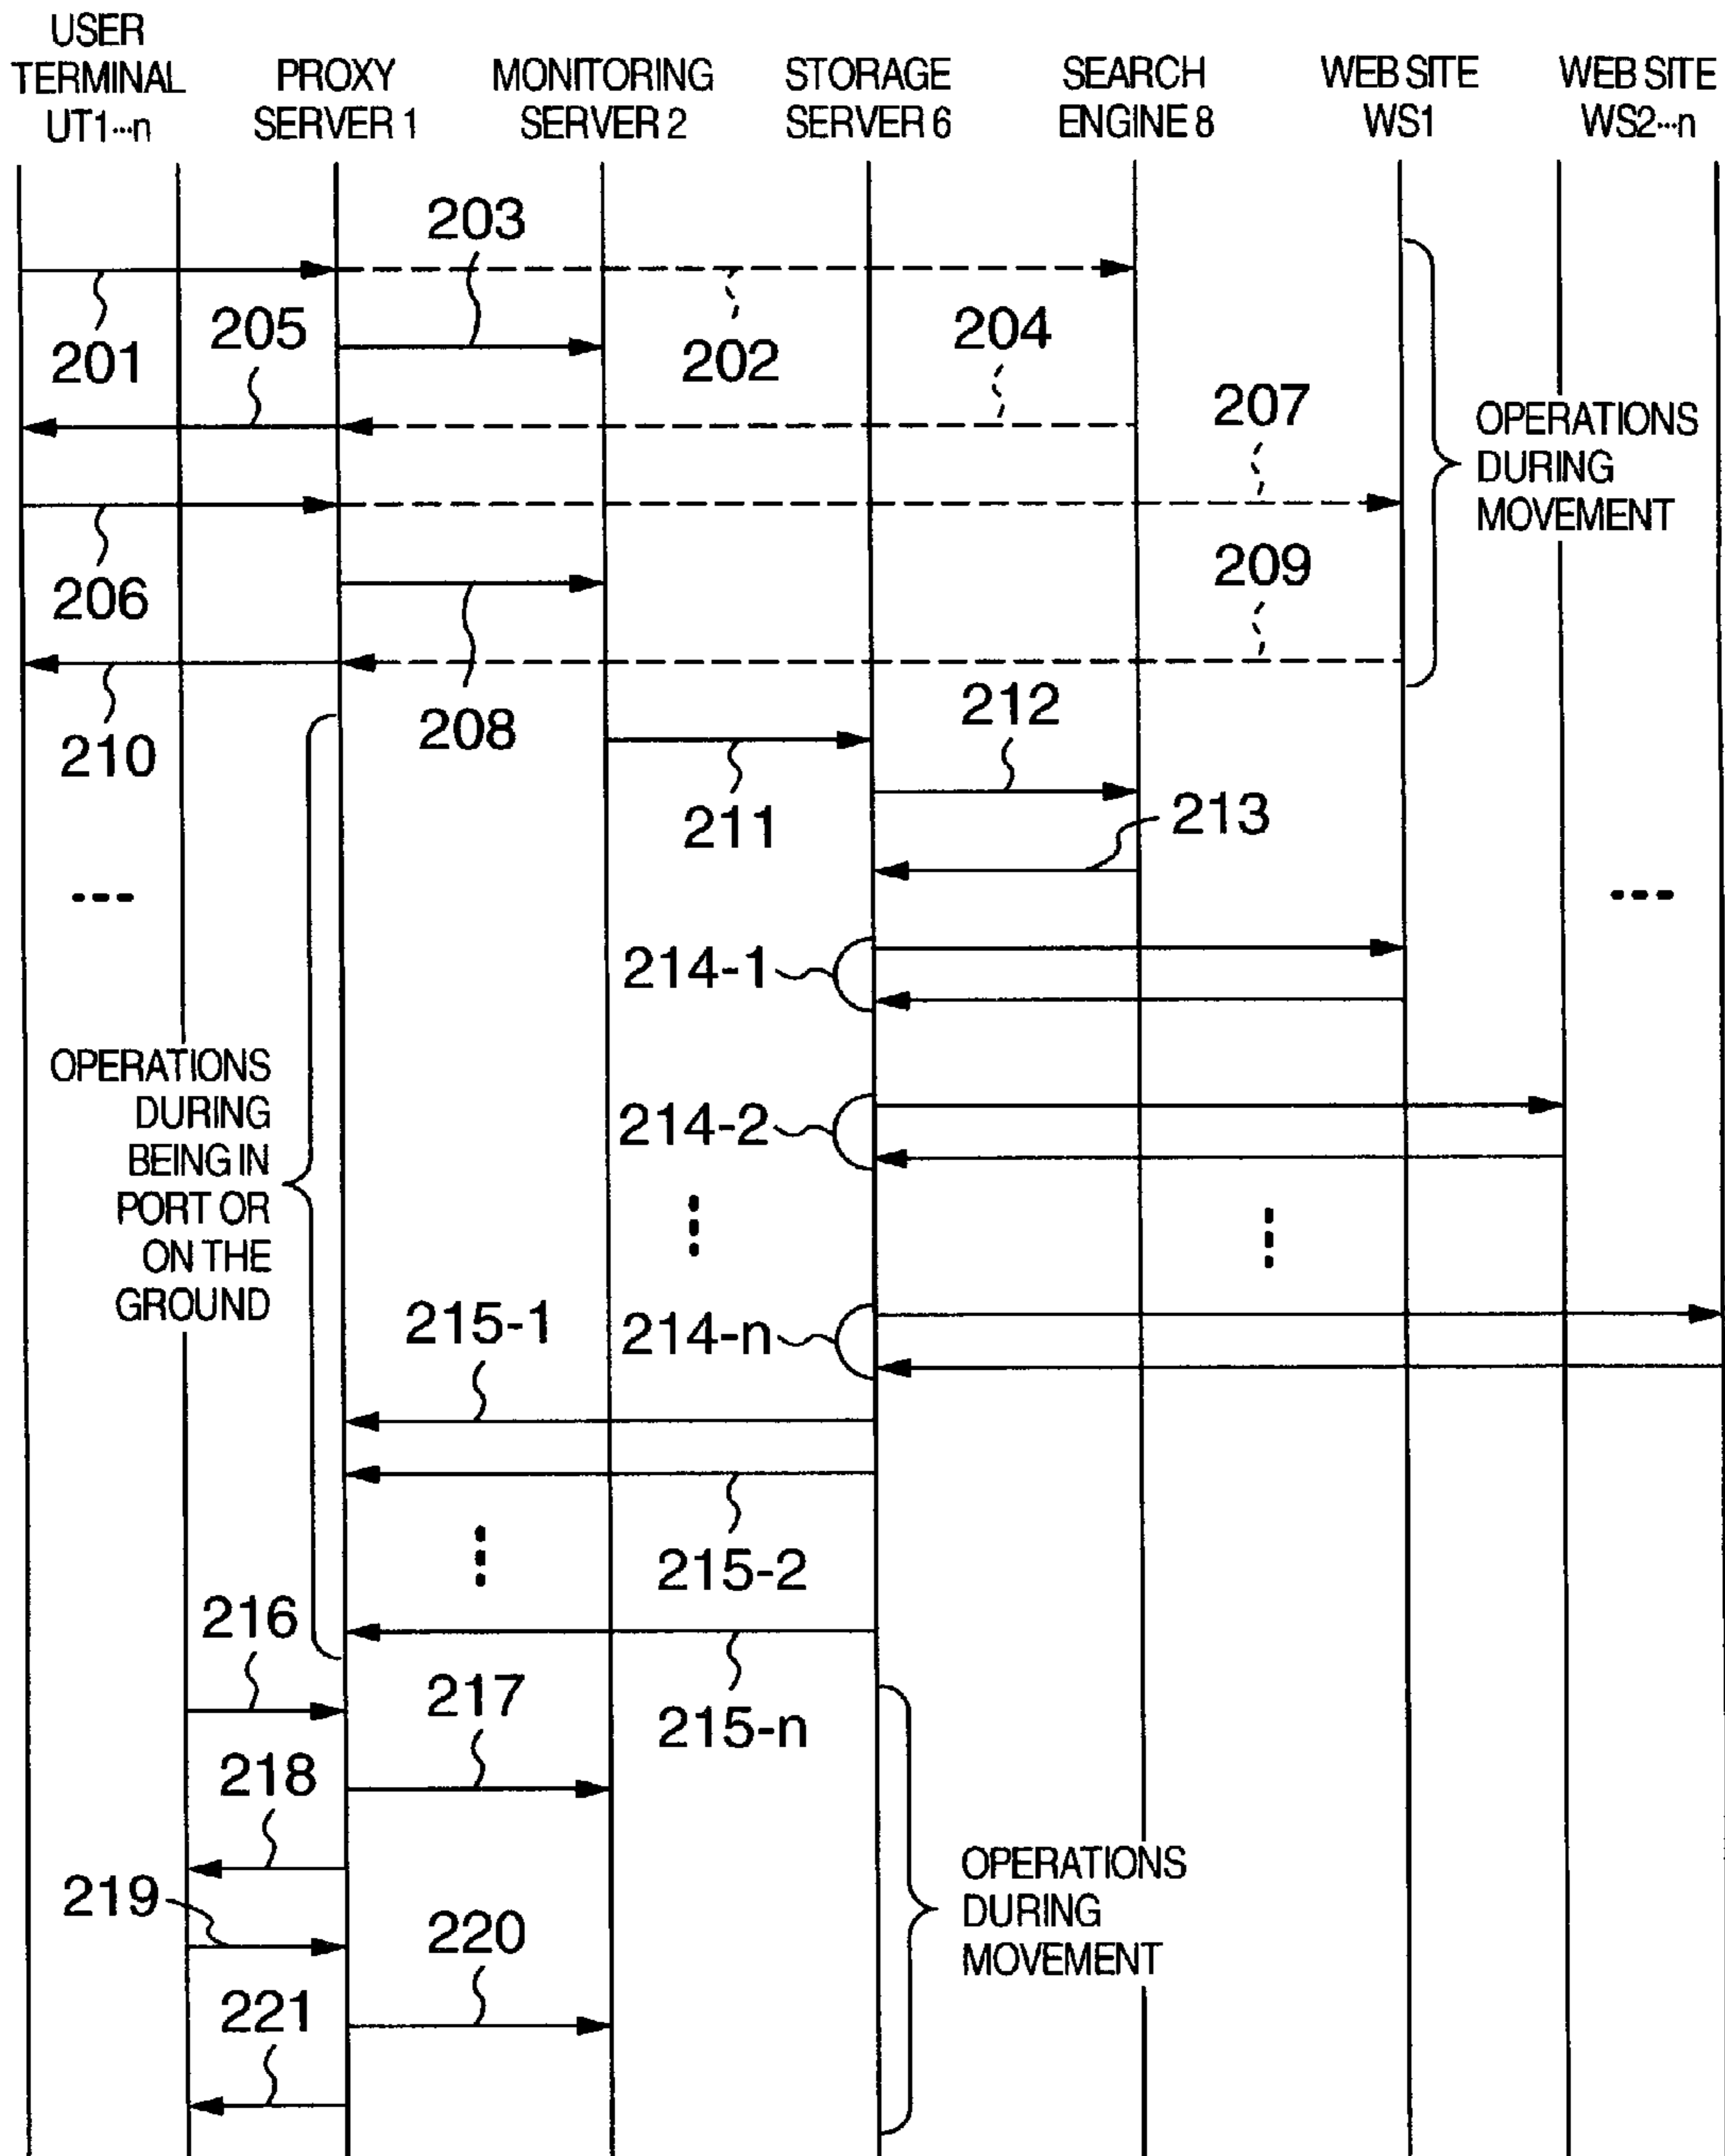 USER
TERMINAL
UT1···n
PROXY
SERVER 1
MONITORING
SERVER 2
STORAGE
SERVER 6
SEARCH
ENGINE 8
WEB SITE
WS1
WEB SITE
WS2···n
203
201
205
202
204
207
OPERATIONS
DURING
MOVEMENT
206
209
208
210
212
211
213
214-1
OPERATIONS
DURING
BEING IN
PORT OR
ON THE
GROUND
214-2
215-1
214-n
215-2
216
217
215-n
218
219
OPERATIONS
DURING
MOVEMENT
220
221